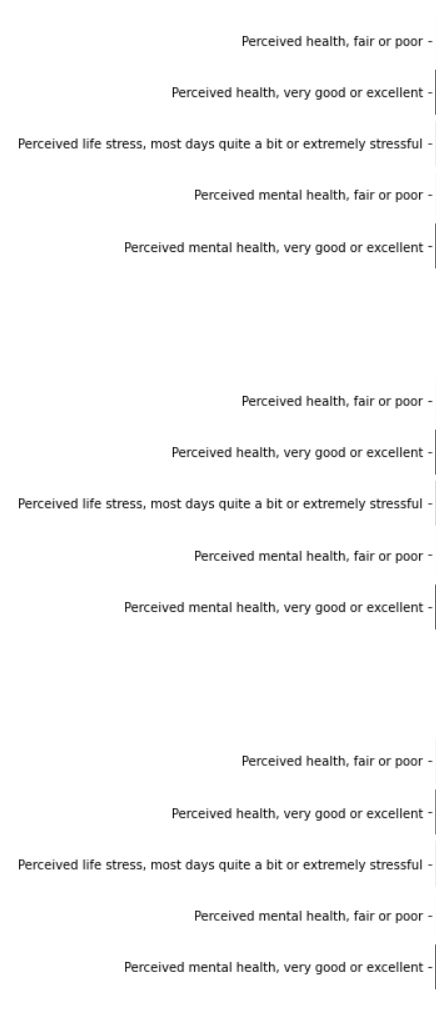 Perceived health, fair or poor
Perceived health, very good or excellent
Perceived life stress, most days quite a bit or extremely stressful
Perceived mental health, fair or poor
Perceived mental health, very good or excellent
Perceived health, fair or poor
Perceived health, very good or excellent
Perceived life stress, most days quite a bit or extremely stressful
Perceived mental health, fair or poor
Perceived mental health, very good or excellent
Perceived health, fair or poor
Perceived health, very good or excellent
Perceived life stress, most days quite a bit or extremely stressful
Perceived mental health, fair or poor
Perceived mental health, very good or excellent